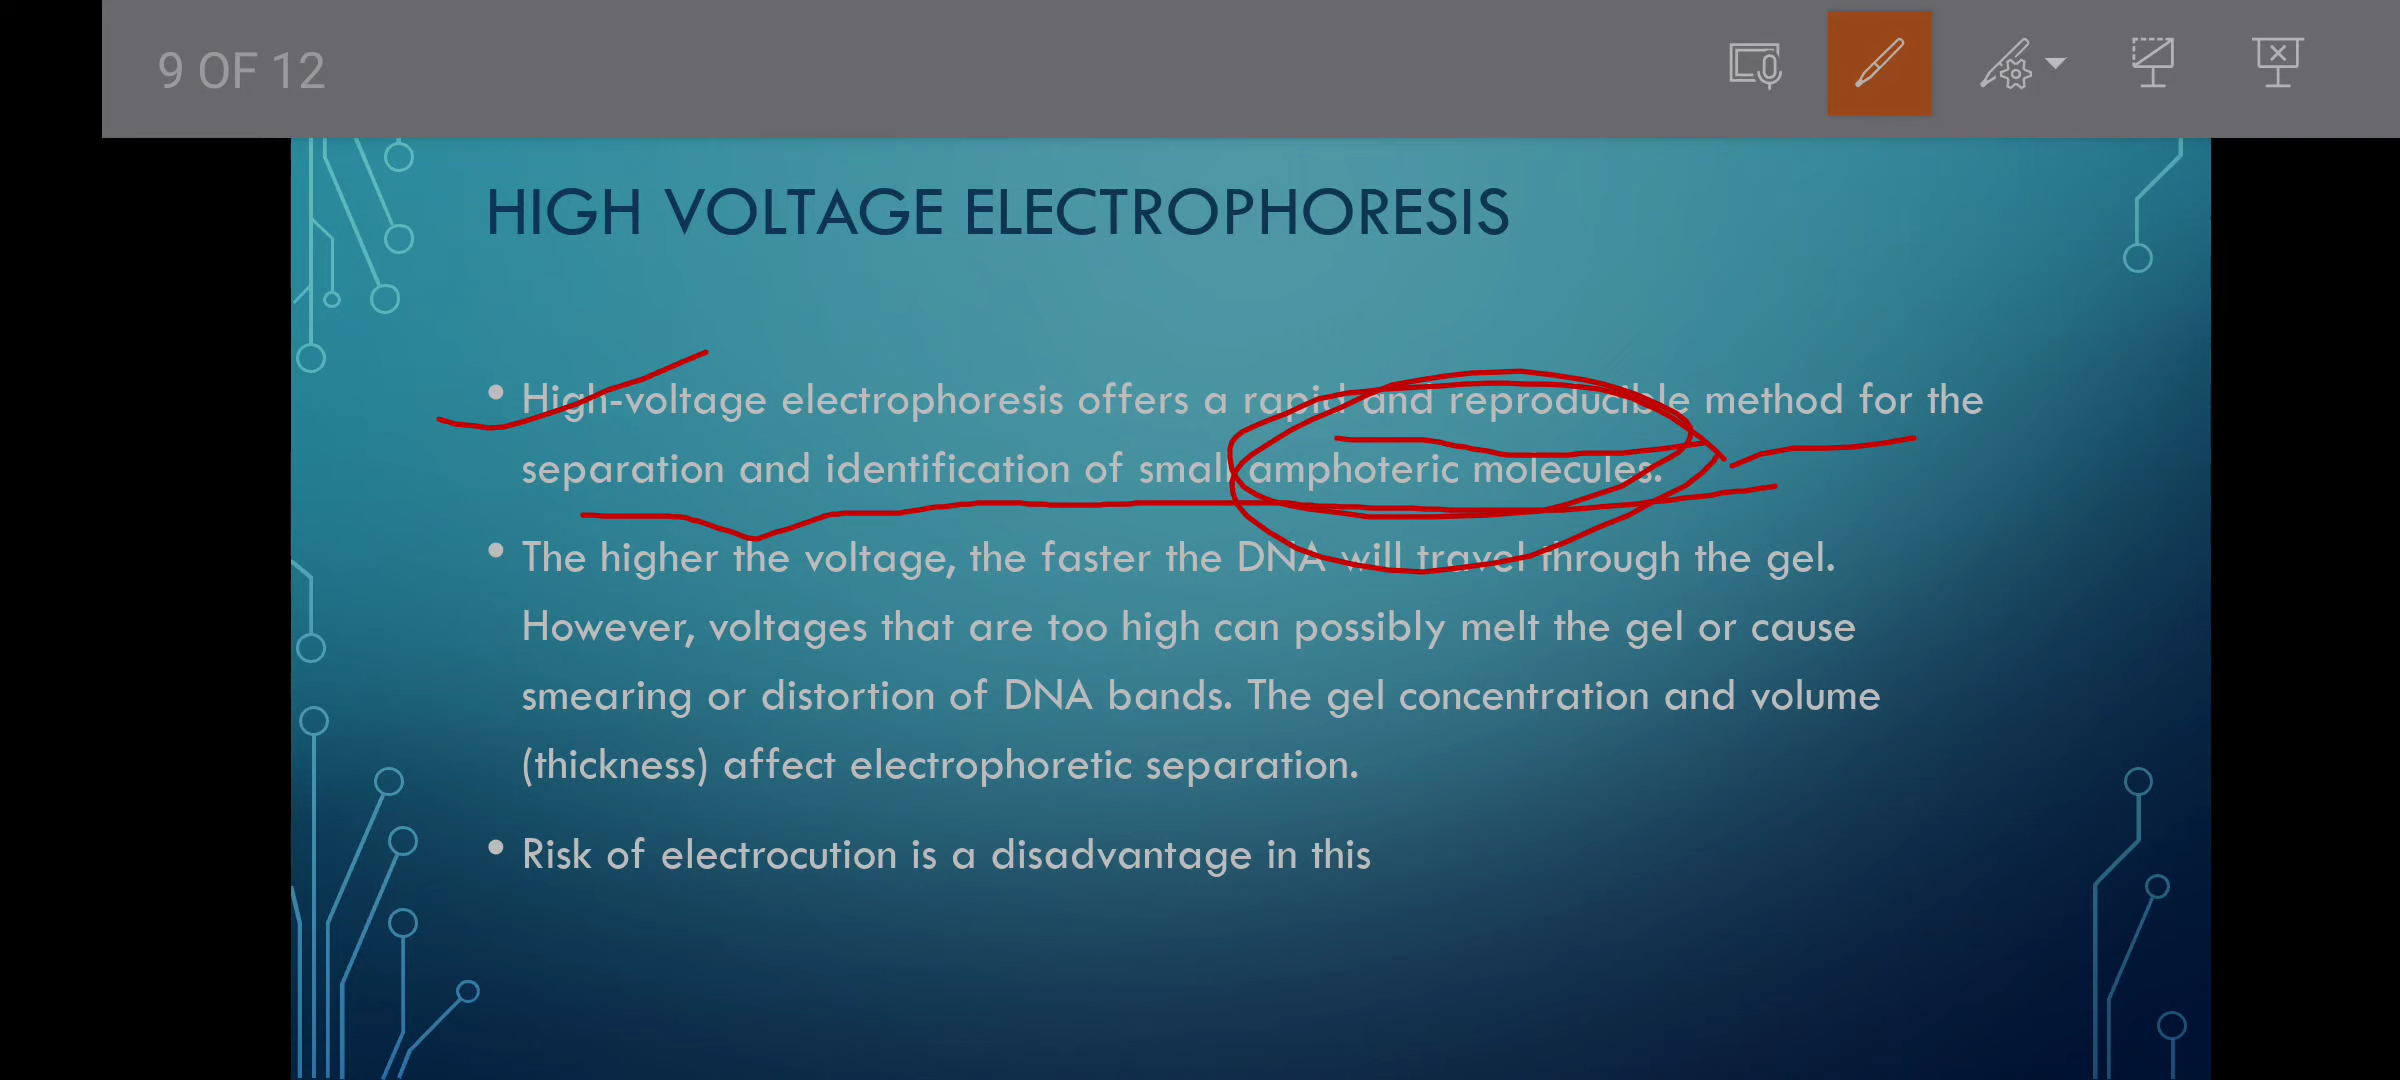 9 OF 12
HIGH VOLTAGE ELECTROPHORESIS
• High-voltage electrophoresis offers a rapid and reproducible method for the
separation and identification of small amphoteric molecules.
• The higher the voltage, the faster the DNA will travel through the gel.
However, voltages that are too high can possibly melt the gel or cause
smearing or distortion of DNA bands. The gel concentration and volume
(thickness) affect electrophoretic separation.
• Risk of electrocution is a disadvantage in this